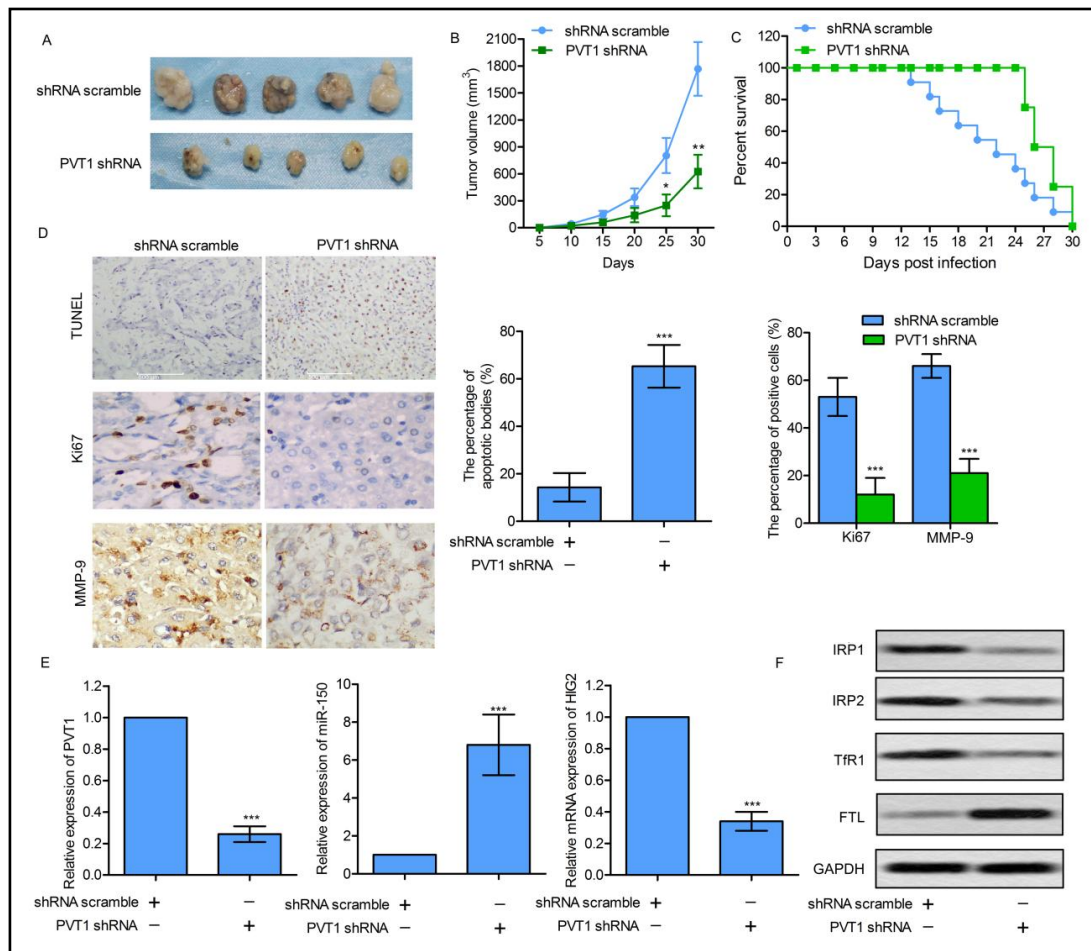 A
shRNA scramble
PVT1 shRNA
B
shRNA scramble
PVT1 shRNA
Tumor volume (mm³)
2100
1800
1500
1200
900
600
300
0
5 10 15 20 25 30
Days
* **
C
shRNA scramble
PVT1 shRNA
Percent survival
120
100
80
60
40
20
0
0 3 6 9 12 15 18 21 24 27 30
Days post infection
D
shRNA scramble PVT1 shRNA
TUNEL
Ki67
MMP-9
The percentage of
apoptotic bodies (%)
80
60
40
20
0
***
shRNA scramble + −
PVT1 shRNA − +
shRNA scramble
PVT1 shRNA
The percentage of positive cells (%)
80
60
40
20
0
*** ***
Ki67 MMP-9
E
Relative expression of PVT1
1.2
1.0
0.8
0.6
0.4
0.2
0.0
***
shRNA scramble + −
PVT1 shRNA − +
Relative expression of miR-150
10
8
6
4
2
0
***
shRNA scramble + −
PVT1 shRNA − +
Relative mRNA expression of HIG2
1.2
1.0
0.8
0.6
0.4
0.2
0.0
***
shRNA scramble + −
PVT1 shRNA − +
F
IRP1
IRP2
TfR1
FTL
GAPDH
shRNA scramble + −
PVT1 shRNA − +